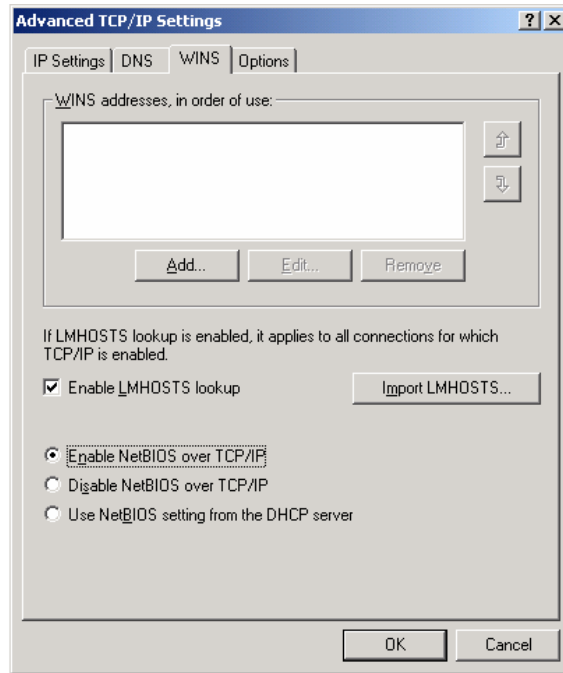 Advanced TCP/IP Settings
IP Settings DNS WINS Options
WINS addresses, in order of use:
Add... Edit... Remove
If LMHOSTS lookup is enabled, it applies to all connections for which
TCP/IP is enabled.
Enable LMHOSTS lookup Import LMHOSTS...
Enable NetBIOS over TCP/IP
Disable NetBIOS over TCP/IP
Use NetBIOS setting from the DHCP server
OK Cancel